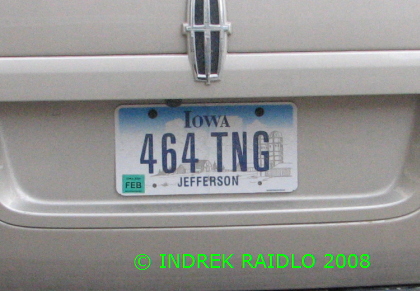 Iowa
464 TNG
FEB
JEFFERSON
© INDREK RAIDLO 2008